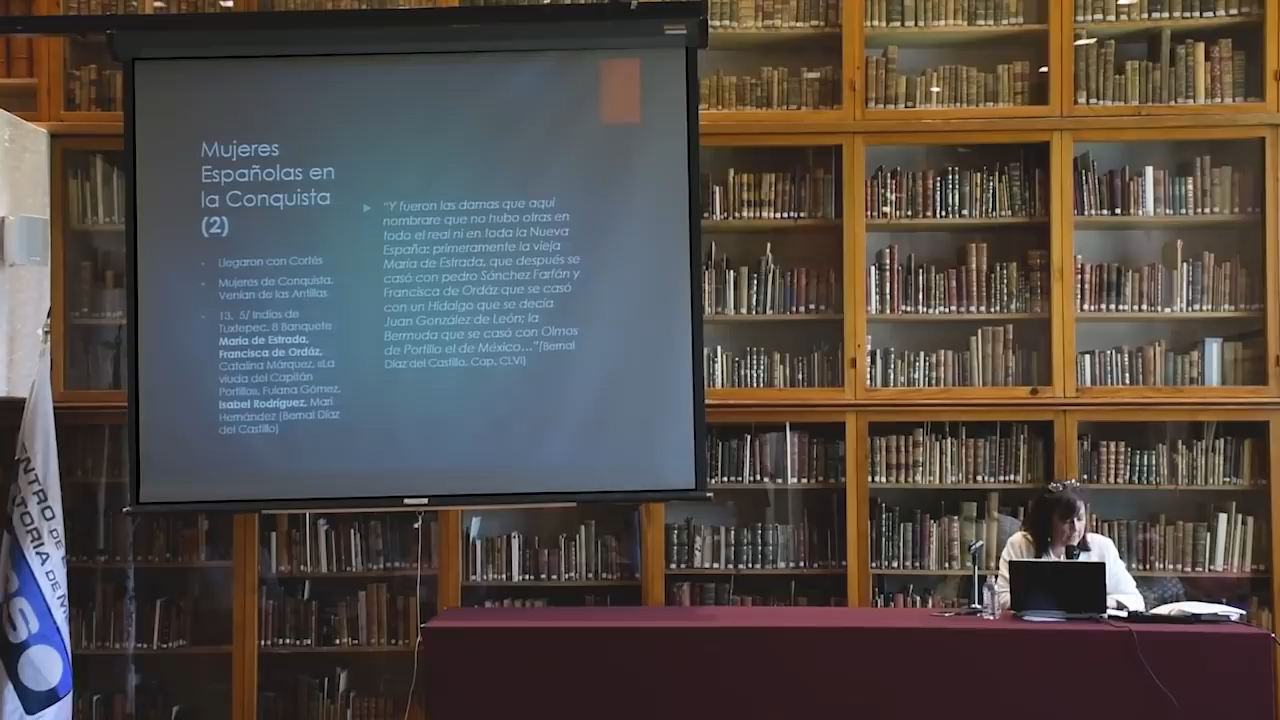 Mujeres
Españolas en
la Conquista
(2)
Llegaron con Cortés
Mujeres de Conquista.
Venían de las Antillas
13. 5/ Indios de
Tuxtepec. 8 Banquete
María de Estrada,
Francisca de Ordáz,
Catalina Márquez, «La
viuda del Capitán
Portillo», Fulana Gómez,
Isabel Rodríguez, Mari
Hernández (Bernal Díaz
del Castillo)
"Y fueron las damas que aquí
nombrare que no hubo otras en
todo el real ni en toda la Nueva
España: primeramente la vieja
María de Estrada, que después se
casó con pedro Sánchez Farfán y
Francisca de Ordáz que se casó
con un Hidalgo que se decía
Juan González de León; la
Bermuda que se casó con Olmos
de Portillo el de México..."(Bernal
Díaz del Castillo. Cap. CLVI)
NTRO DE E
TORIA DE M
SO